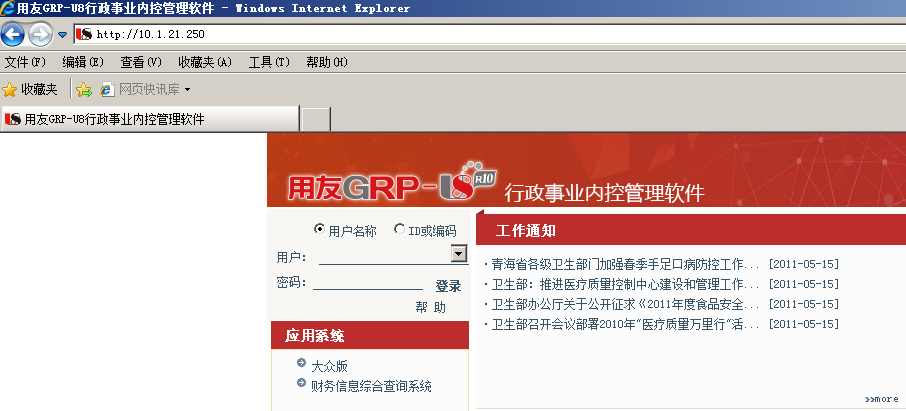 用友GRP-U8行政事业内控管理软件 - Windows Internet Explorer
http://10.1.21.250
文件(F) 编辑(E) 查看(V) 收藏夹(A) 工具(T) 帮助(H)
收藏夹 网页快讯库
用友GRP-U8行政事业内控管理软件
用友GRP-U8 R10 行政事业内控管理软件
用户名称 ID或编码
用户:
密码: 登录
帮 助
应用系统
大众版
财务信息综合查询系统
工作通知
·青海省各级卫生部门加强春季手足口病防控工作... [2011-05-15]
·卫生部：推进医疗质量控制中心建设和管理工作... [2011-05-15]
·卫生部办公厅关于公开征求《2011年度食品安全... [2011-05-15]
·卫生部召开会议部署2010年“医疗质量万里行”活... [2011-05-15]
>>more